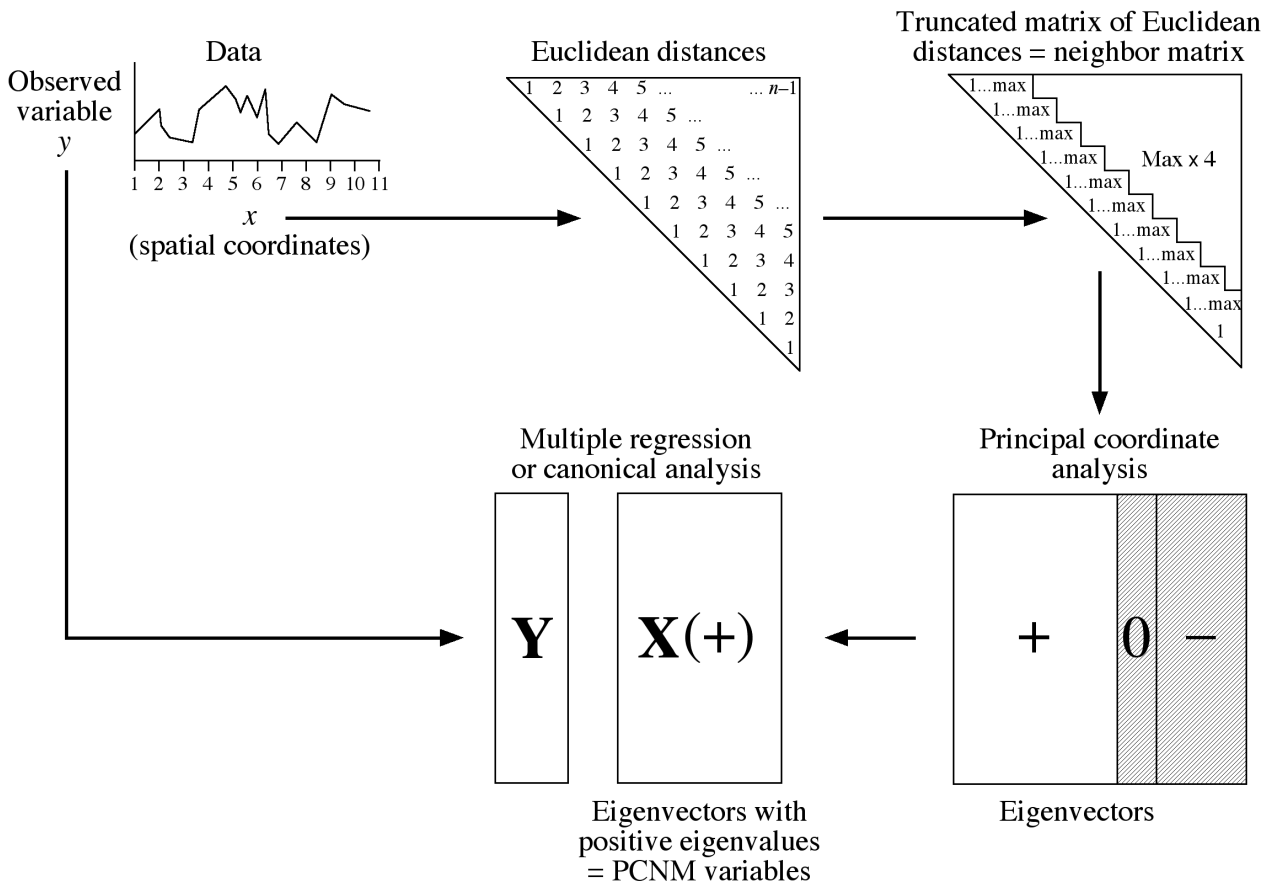 Data
Observed
variable
y
1 2 3 4 5 6 7 8 9 10 11
x
(spatial coordinates)
Euclidean distances
1 2 3 4 5 ... ... n–1
1 2 3 4 5 ...
1 2 3 4 5 ...
1 2 3 4 5 ...
1 2 3 4 5 ...
1 2 3 4 5
1 2 3 4
1 2 3
1 2
1
Truncated matrix of Euclidean
distances = neighbor matrix
1...max
1...max
1...max
1...max
Max x 4
1...max
1...max
1...max
1...max
1...max
1...max
1
Principal coordinate
analysis
+ 0 –
Eigenvectors
Multiple regression
or canonical analysis
Y X(+)
Eigenvectors with
positive eigenvalues
= PCNM variables